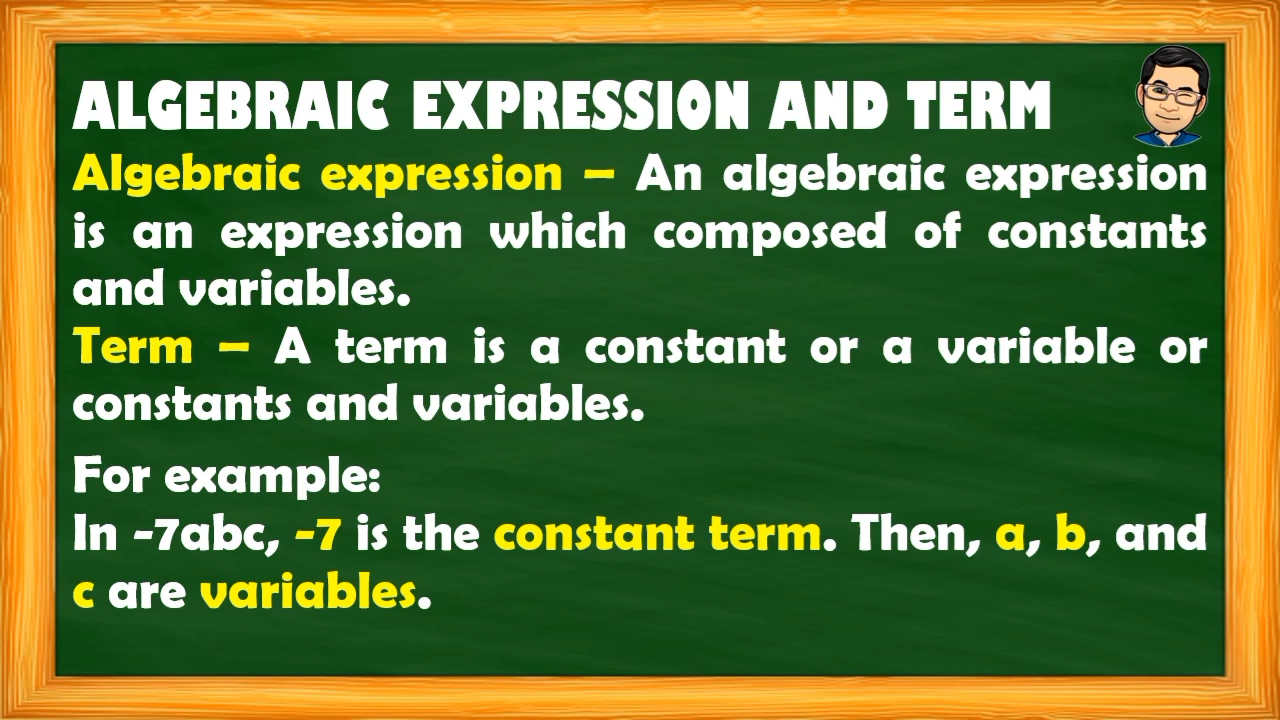 ALGEBRAIC EXPRESSION AND TERM
Algebraic expression – An algebraic expression
is an expression which composed of constants
and variables.
Term – A term is a constant or a variable or
constants and variables.
For example:
In -7abc, -7 is the constant term. Then, a, b, and
c are variables.